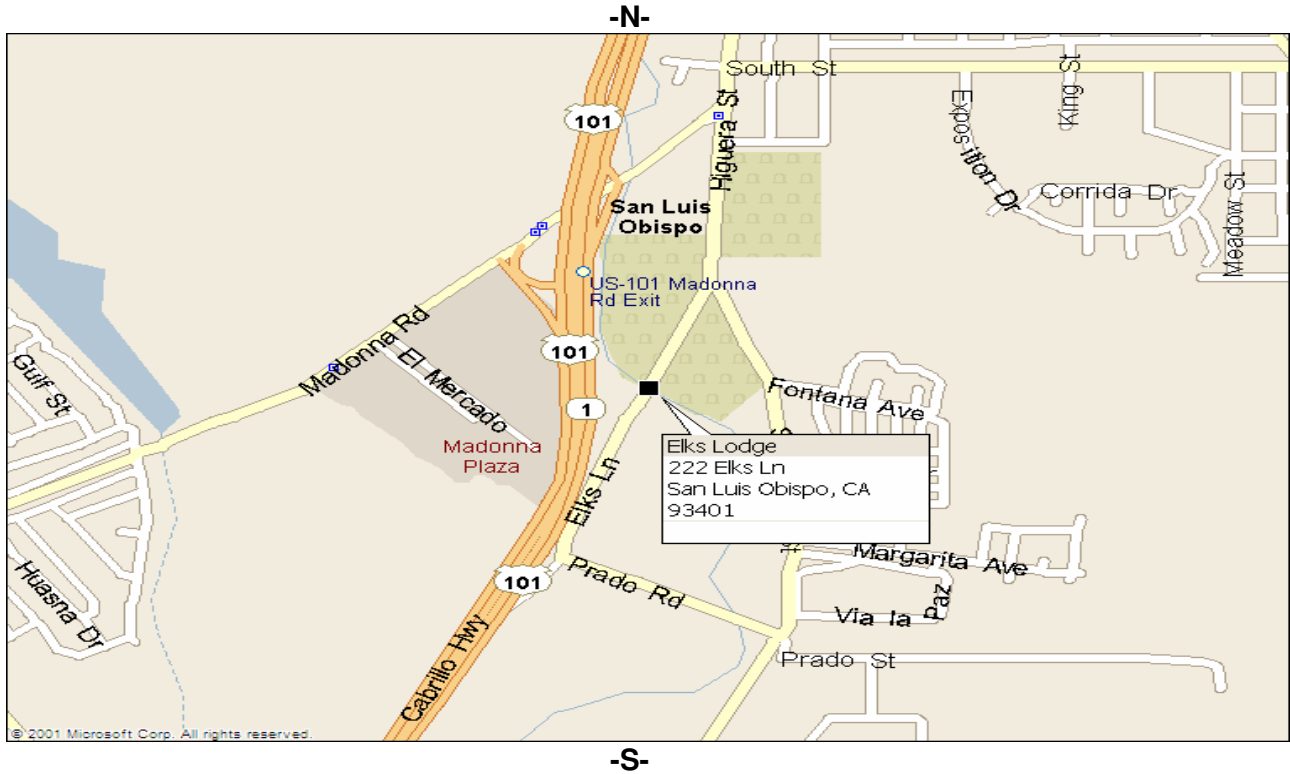 -N-
South St
King St
101
Higuera St
Exposition Dr
Corrida Dr
Meadow St
San Luis
Obispo
US-101 Madonna
Rd Exit
Madonna Rd
101
El Mercado
Gulf St
Fontana Ave
1
Madonna
Plaza
Elks Lodge
222 Elks Ln
San Luis Obispo, CA
93401
Elks Ln
Margarita Ave
101
Prado Rd
Huasna Dr
Via la Paz
Prado St
Cabrillo Hwy
© 2001 Microsoft Corp. All rights reserved.
-S-